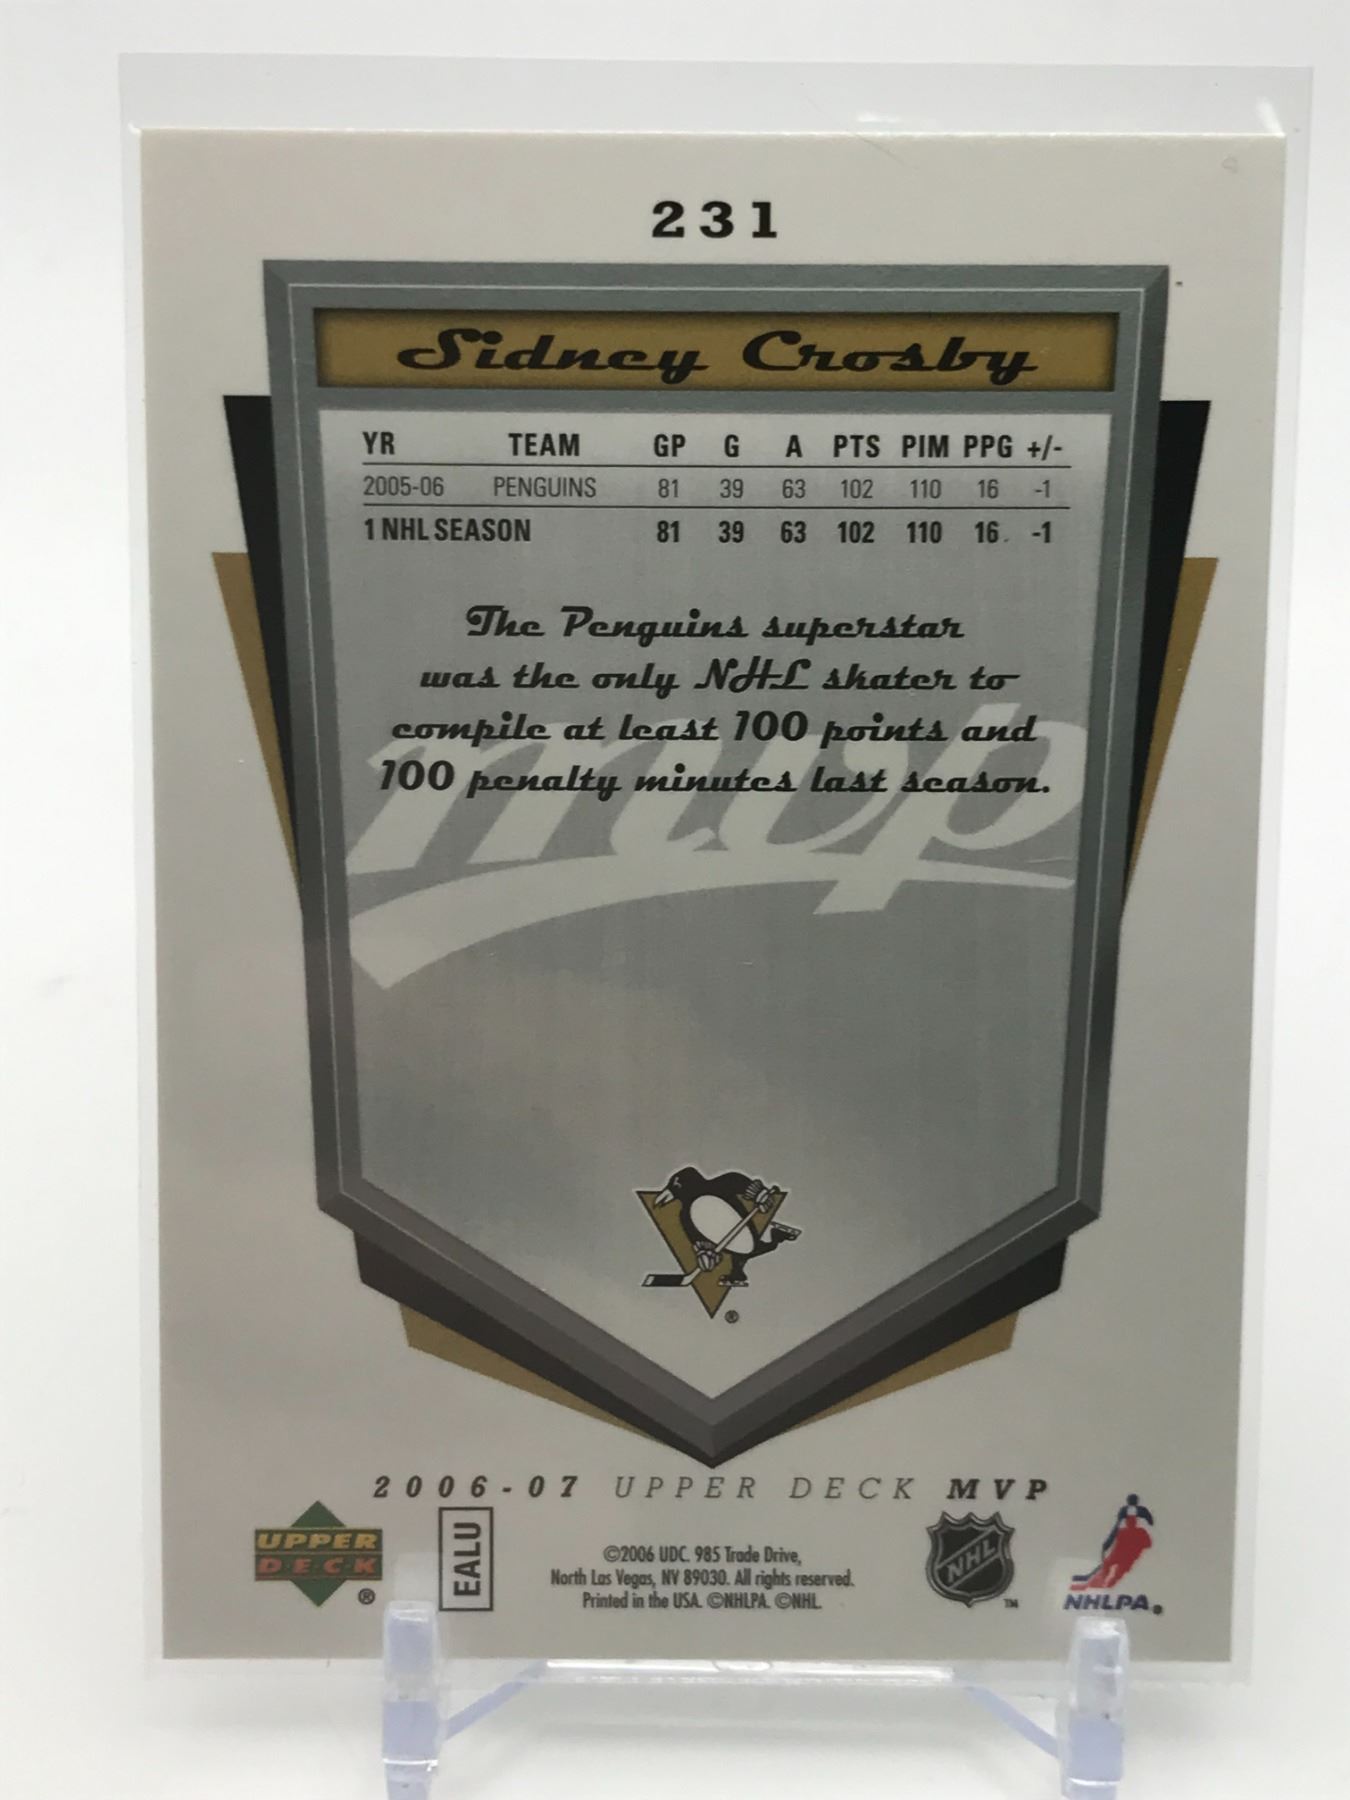 231
Sidney Crosby
YR TEAM GP G A PTS PIM PPG +/-
2005-06 PENGUINS 81 39 63 102 110 16 -1
1 NHL SEASON 81 39 63 102 110 16 -1
The Penguins superstar
was the only NHL skater to
compile at least 100 points and
100 penalty minutes last season.
mvp
®
2006-07 UPPER DECK MVP
UPPER
DECK
®
EALU
©2006 UDC. 985 Trade Drive,
North Las Vegas, NV 89030. All rights reserved.
Printed in the USA. ©NHLPA. ©NHL.
NHL
TM
NHLPA®